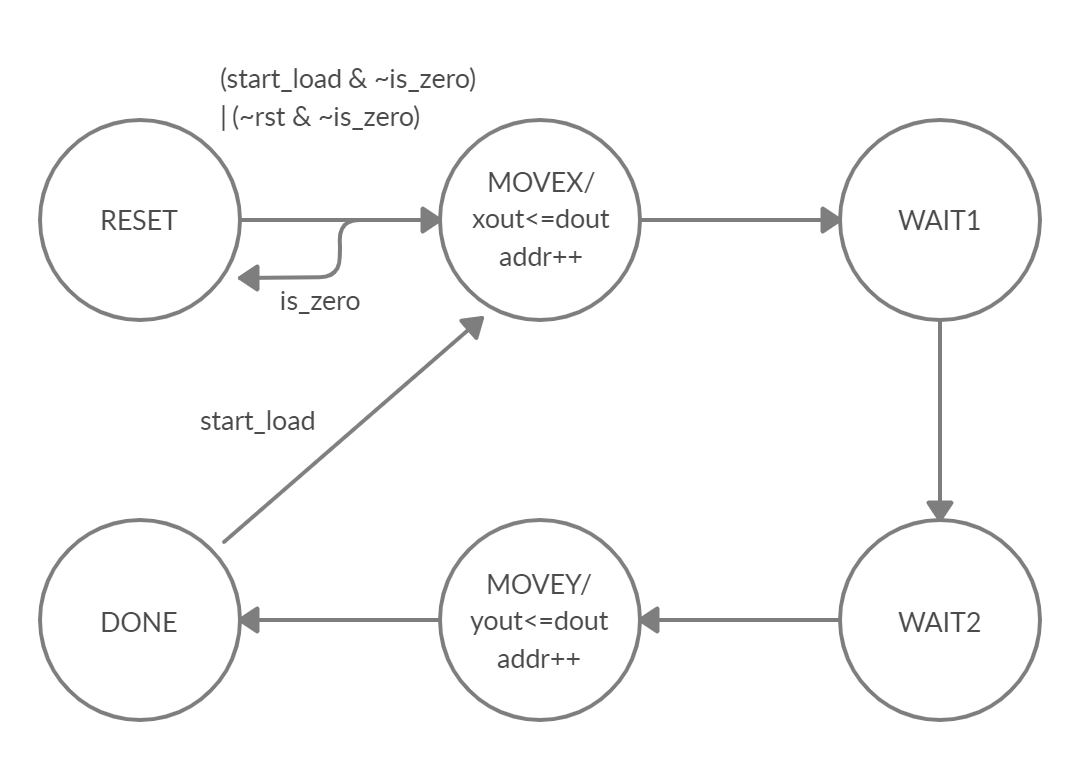 (start_load & ~is_zero)
| (~rst & ~is_zero)
RESET
MOVEX/
xout<=dout
addr++
WAIT1
is_zero
start_load
DONE
MOVEY/
yout<=dout
addr++
WAIT2